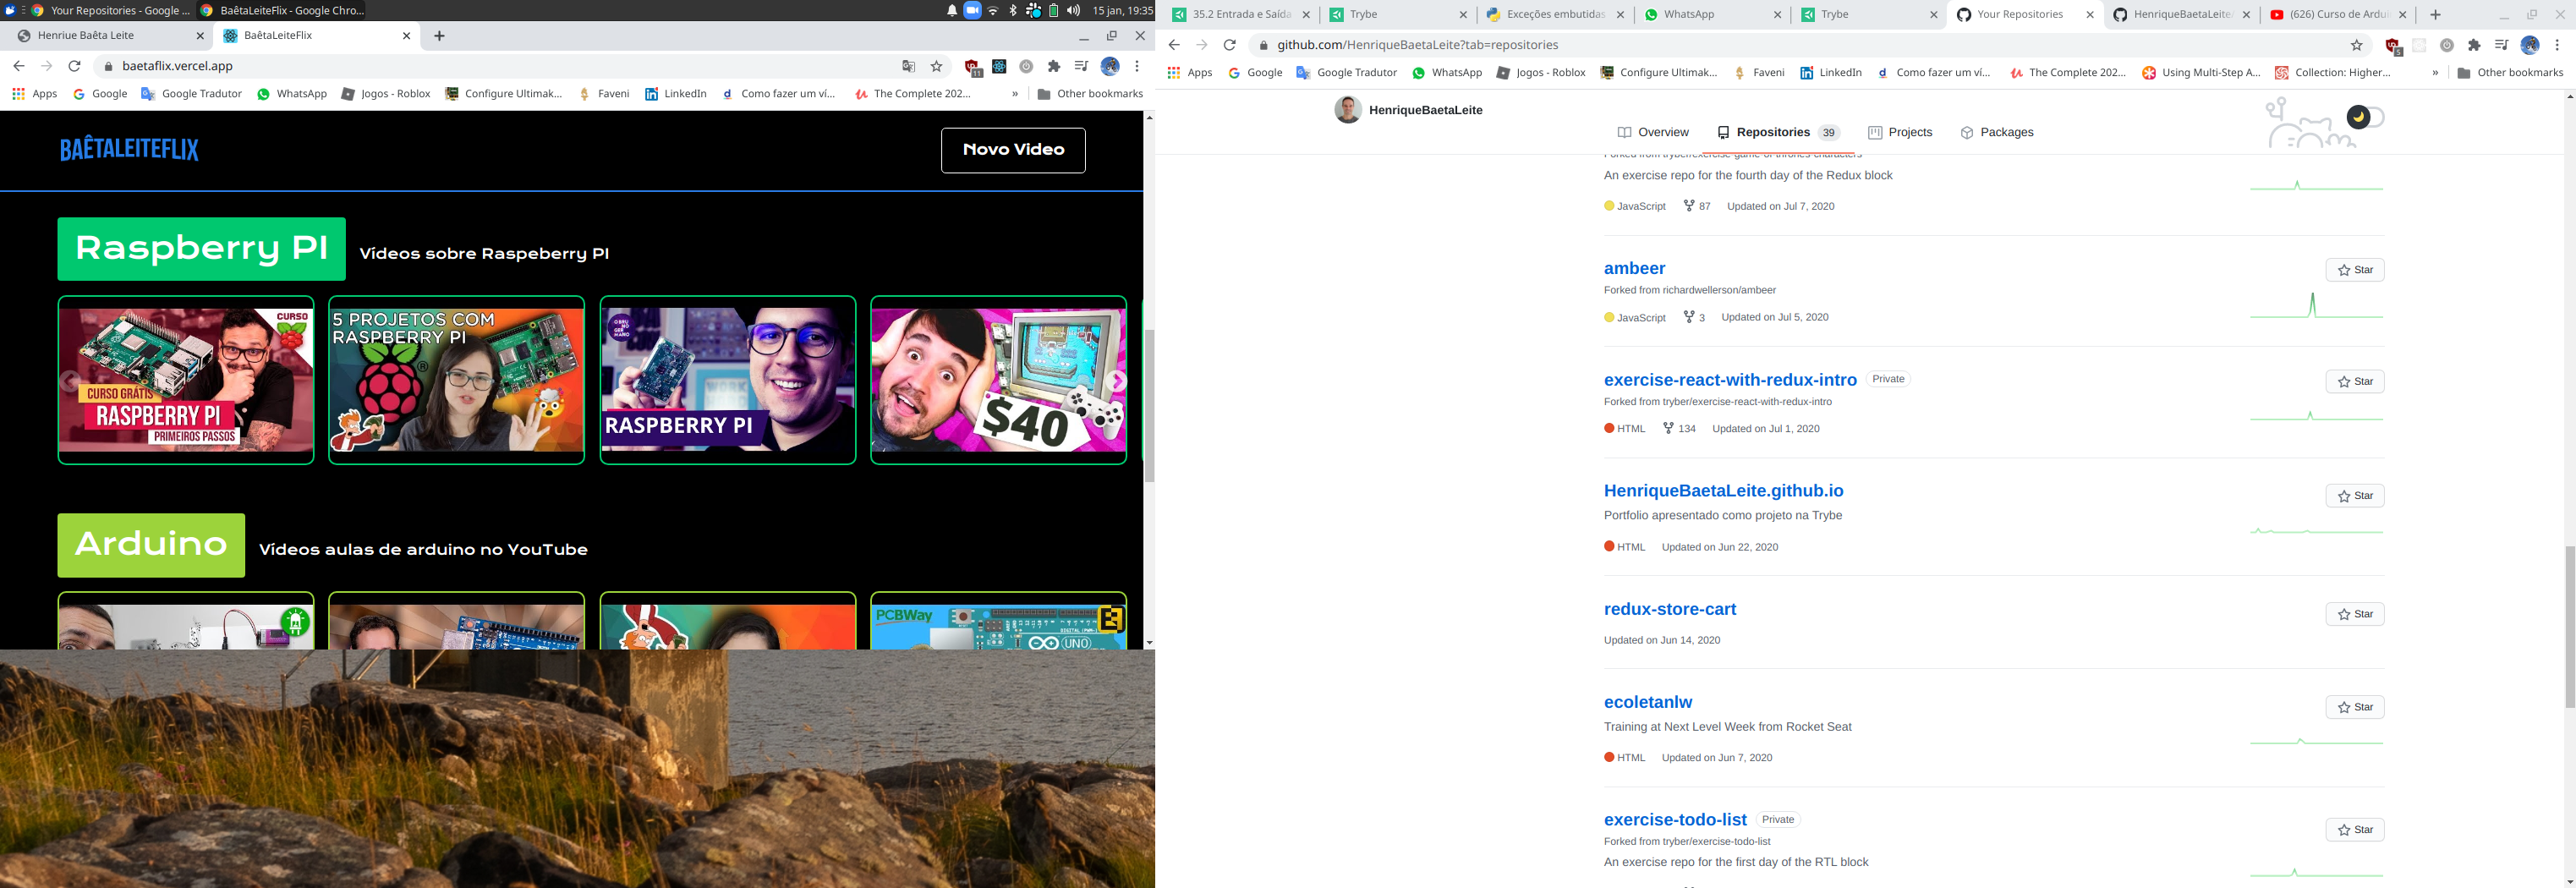 Your Repositories - Google ...
BaêtaLeiteFlix - Google Chro...
15 jan, 19:35
Henriue Baêta Leite
BaêtaLeiteFlix
baetaflix.vercel.app
11
Apps
Google
Google Tradutor
WhatsApp
Jogos - Roblox
Configure Ultimak...
Faveni
LinkedIn
Como fazer um ví...
The Complete 202...
»
Other bookmarks
BAÊTALEITEFLIX
Novo Video
Raspberry PI
Vídeos sobre Raspeberry PI
CURSO
CURSO GRÁTIS
RASPBERRY PI
PRIMEIROS PASSOS
5 PROJETOS COM
RASPBERRY PI
RASPBERRY PI
$40
Arduino
Vídeos aulas de arduino no YouTube
PCBWay
UNO
35.2 Entrada e Saída
Trybe
Exceções embutidas
WhatsApp
Trybe
Your Repositories
HenriqueBaetaLeite/
(626) Curso de Ardui
github.com/HenriqueBaetaLeite?tab=repositories
5
Apps
Google
Google Tradutor
WhatsApp
Jogos - Roblox
Configure Ultimak...
Faveni
LinkedIn
Como fazer um ví...
The Complete 202...
Using Multi-Step A...
Collection: Higher...
»
Other bookmarks
HenriqueBaetaLeite
Overview
Repositories 39
Projects
Packages
Forked from tryber/exercise-game-of-thrones-characters
An exercise repo for the fourth day of the Redux block
JavaScript 87 Updated on Jul 7, 2020
ambeer
Star
Forked from richardwellerson/ambeer
JavaScript 3 Updated on Jul 5, 2020
exercise-react-with-redux-intro Private
Star
Forked from tryber/exercise-react-with-redux-intro
HTML 134 Updated on Jul 1, 2020
HenriqueBaetaLeite.github.io
Star
Portfolio apresentado como projeto na Trybe
HTML Updated on Jun 22, 2020
redux-store-cart
Star
Updated on Jun 14, 2020
ecoletanlw
Star
Training at Next Level Week from Rocket Seat
HTML Updated on Jun 7, 2020
exercise-todo-list Private
Star
Forked from tryber/exercise-todo-list
An exercise repo for the first day of the RTL block